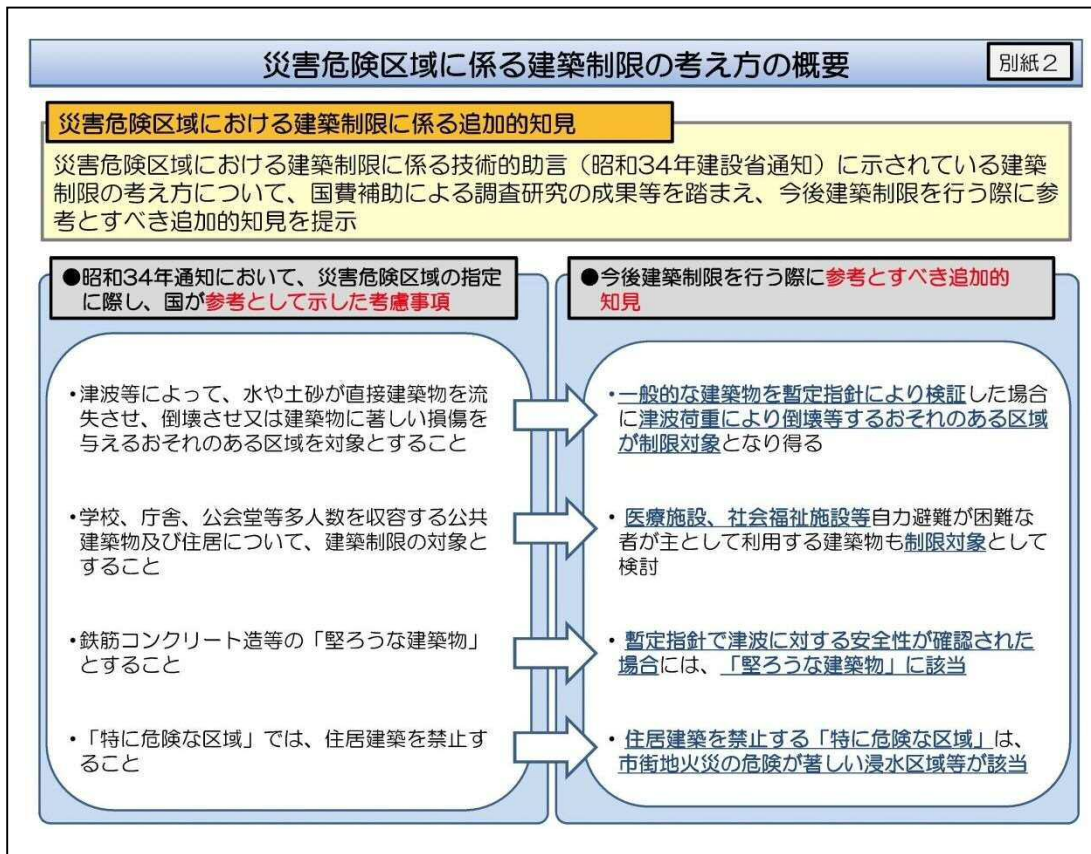 災害危険区域に係る建築制限の考え方の概要
別紙２
災害危険区域における建築制限に係る追加的知見
災害危険区域における建築制限に係る技術的助言（昭和34年建設省通知）に示されている建築
制限の考え方について、国費補助による調査研究の成果等を踏まえ、今後建築制限を行う際に参
考とすべき追加的知見を提示
●昭和34年通知において、災害危険区域の指定
に際し、国が参考として示した考慮事項
・津波等によって、水や土砂が直接建築物を流
失させ、倒壊させ又は建築物に著しい損傷を
与えるおそれのある区域を対象とすること
・学校、庁舎、公会堂等多人数を収容する公共
建築物及び住居について、建築制限の対象と
すること
・鉄筋コンクリート造等の「堅ろうな建築物」
とすること
・「特に危険な区域」では、住居建築を禁止す
ること
●今後建築制限を行う際に参考とすべき追加的
知見
・一般的な建築物を暫定指針により検証した場合
に津波荷重により倒壊等するおそれのある区域
が制限対象となり得る
・医療施設、社会福祉施設等自力避難が困難な
者が主として利用する建築物も制限対象として
検討
・暫定指針で津波に対する安全性が確認された
場合には、「堅ろうな建築物」に該当
・住居建築を禁止する「特に危険な区域」は、
市街地火災の危険が著しい浸水区域等が該当